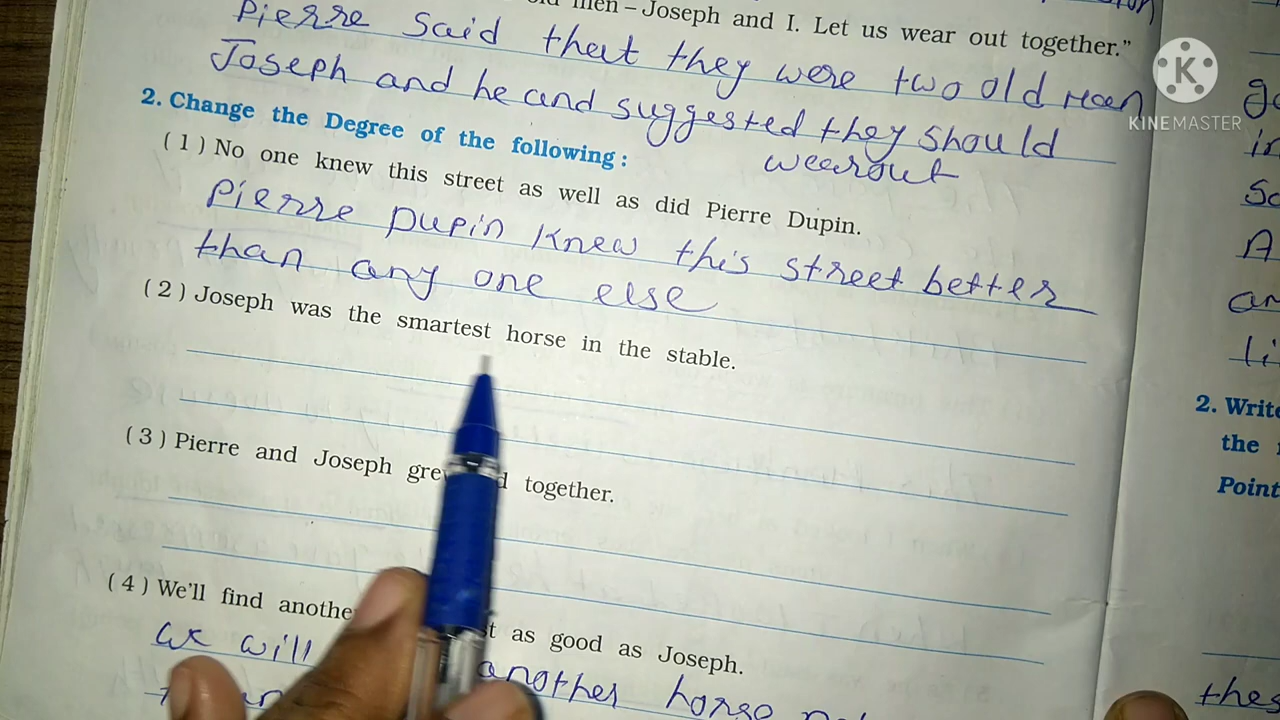 men – Joseph and I. Let us wear out together."
Pierre said that they were two old men
Joseph and he and suggested they should
wearout
2. Change the Degree of the following :
( 1 ) No one knew this street as well as did Pierre Dupin.
Pierre Dupin knew this street better
than any one else
( 2 ) Joseph was the smartest horse in the stable.
( 3 ) Pierre and Joseph together.
( 4 ) We'll find as good as Joseph.
we will another horse
KINEMASTER
2. Write
the
Point